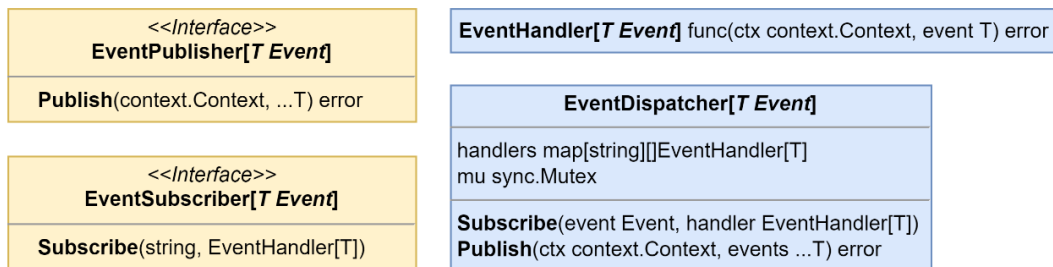 <<Interface>>
EventPublisher[T Event]
Publish(context.Context, ...T) error
<<Interface>>
EventSubscriber[T Event]
Subscribe(string, EventHandler[T])
EventHandler[T Event] func(ctx context.Context, event T) error
EventDispatcher[T Event]
handlers map[string][]EventHandler[T]
mu sync.Mutex
Subscribe(event Event, handler EventHandler[T])
Publish(ctx context.Context, events ...T) error